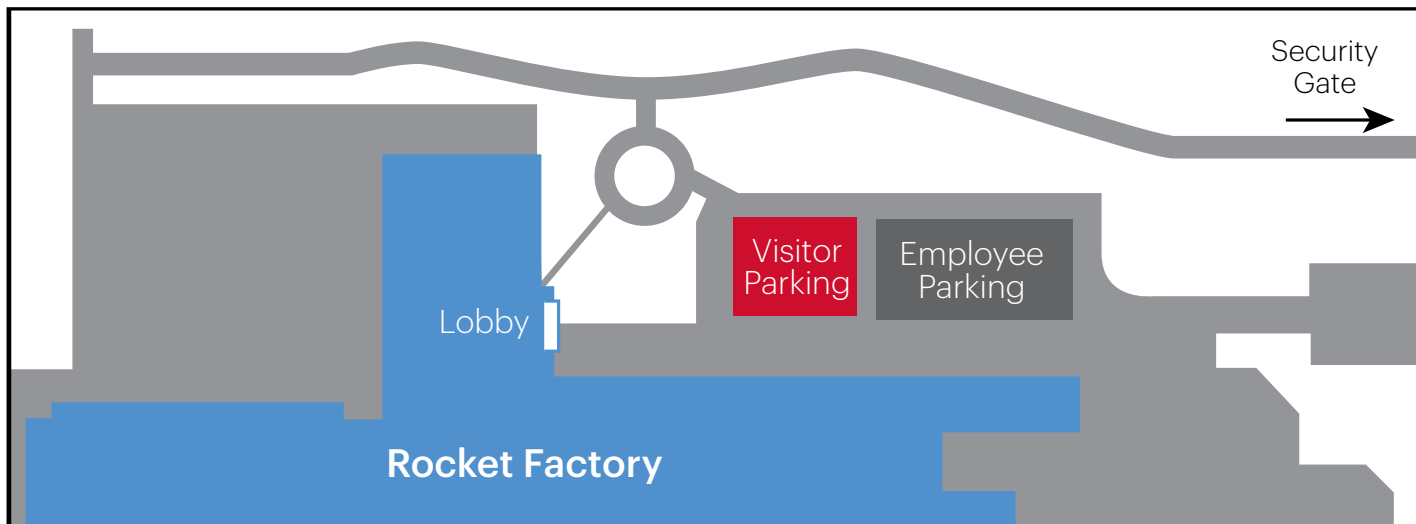 Security
Gate
Visitor
Parking
Employee
Parking
Lobby
Rocket Factory